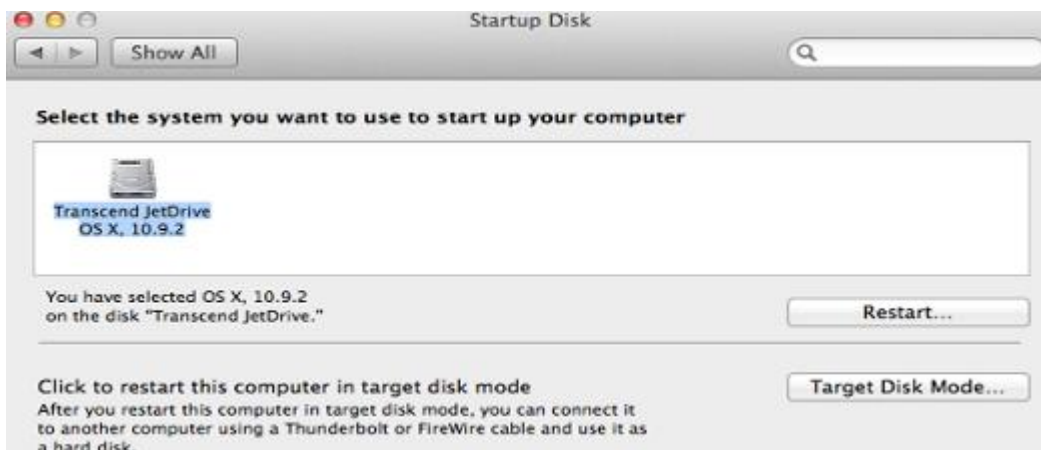 Startup Disk
Show All
Select the system you want to use to start up your computer
Transcend JetDrive
OS X, 10.9.2
You have selected OS X, 10.9.2
on the disk "Transcend JetDrive."
Restart...
Click to restart this computer in target disk mode
Target Disk Mode...
After you restart this computer in target disk mode, you can connect it
to another computer using a Thunderbolt or FireWire cable and use it as
a hard disk.